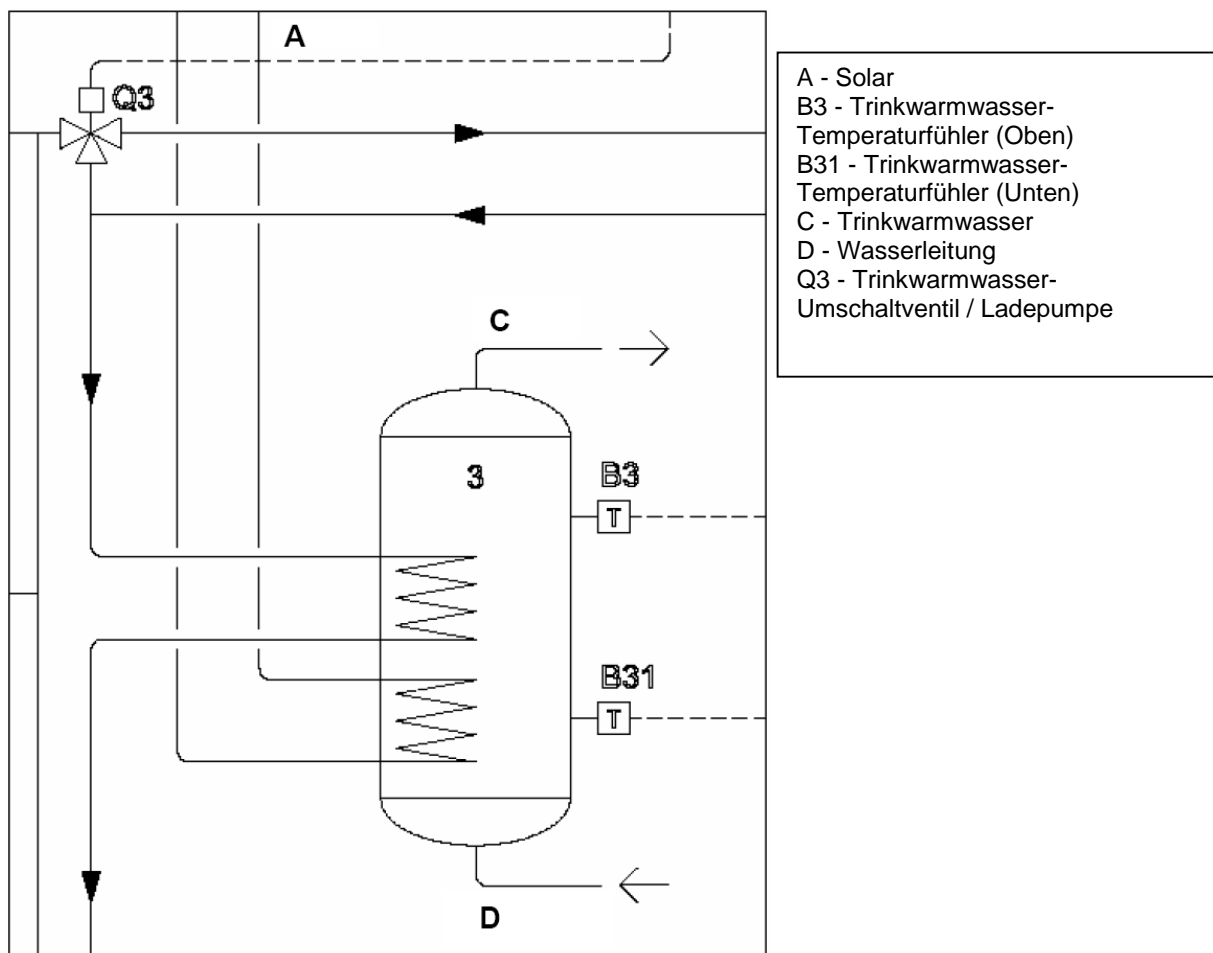 A
Q3
C
3
B3
T
B31
T
D
A - Solar
B3 - Trinkwarmwasser-
Temperaturfühler (Oben)
B31 - Trinkwarmwasser-
Temperaturfühler (Unten)
C - Trinkwarmwasser
D - Wasserleitung
Q3 - Trinkwarmwasser-
Umschaltventil / Ladepumpe